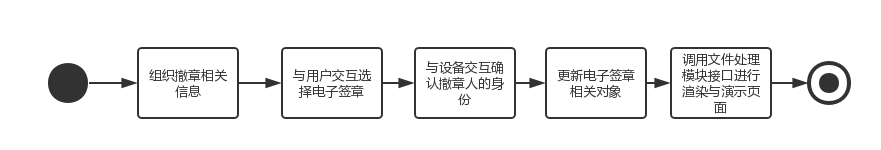 组织撤章相关
信息
与用户交互选
择电子签章
与设备交互确
认撤章人的身
份
更新电子签章
相关对象
调用文件处理
模块接口进行
渲染与演示页
面